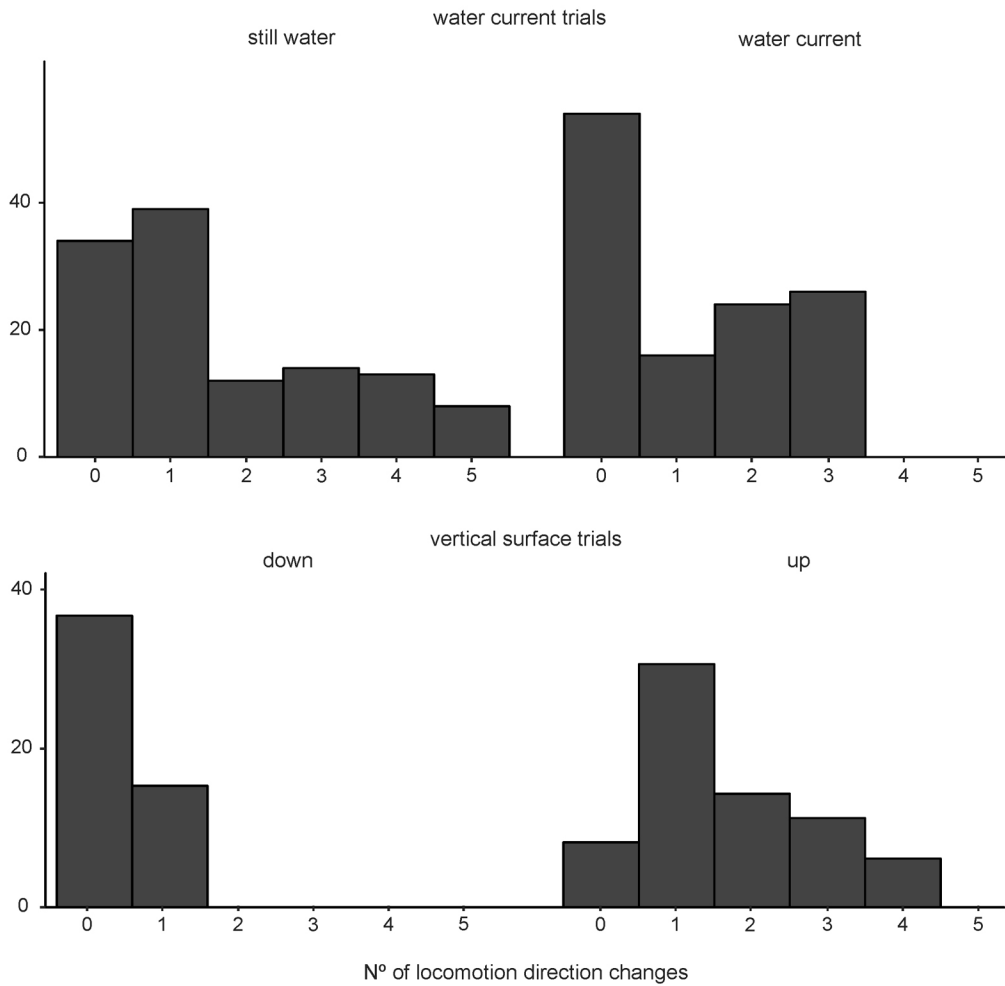 water current trials
still water
water current
40
20
0
0 1 2 3 4 5
0 1 2 3 4 5
vertical surface trials
down
up
40
20
0
0 1 2 3 4 5
0 1 2 3 4 5
Nº of locomotion direction changes